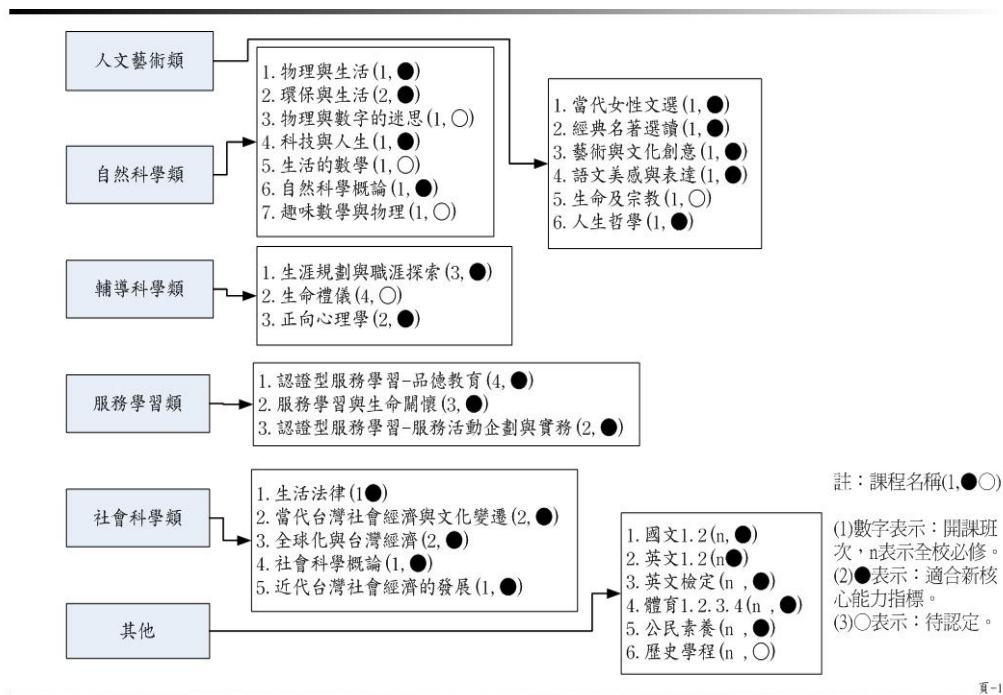 人文藝術類
1. 當代女性文選(1, ●)
2. 經典名著選讀(1, ●)
3. 藝術與文化創意(1, ●)
4. 語文美感與表達(1, ●)
5. 生命及宗教(1, ○)
6. 人生哲學(1, ●)
自然科學類
1. 物理與生活(1, ●)
2. 環保與生活(2, ●)
3. 物理與數字的迷思(1, ○)
4. 科技與人生(1, ●)
5. 生活的數學(1, ○)
6. 自然科學概論(1, ●)
7. 趣味數學與物理(1, ○)
輔導科學類
1. 生涯規劃與職涯探索(3, ●)
2. 生命禮儀(4, ○)
3. 正向心理學(2, ●)
服務學習類
1. 認證型服務學習-品德教育(4, ●)
2. 服務學習與生命關懷(3, ●)
3. 認證型服務學習-服務活動企劃與實務(2, ●)
社會科學類
1. 生活法律(1●)
2. 當代台灣社會經濟與文化變遷(2, ●)
3. 全球化與台灣經濟(2, ●)
4. 社會科學概論(1, ●)
5. 近代台灣社會經濟的發展(1, ●)
其他
1. 國文1.2(n, ●)
2. 英文1.2(n●)
3. 英文檢定(n , ●)
4. 體育1.2.3.4(n , ●)
5. 公民素養(n , ●)
6. 歷史學程(n , ○)
註：課程名稱(1,●○)
(1)數字表示：開課班
次，n表示全校必修。
(2)●表示：適合新核
心能力指標。
(3)○表示：待認定。
頁-1